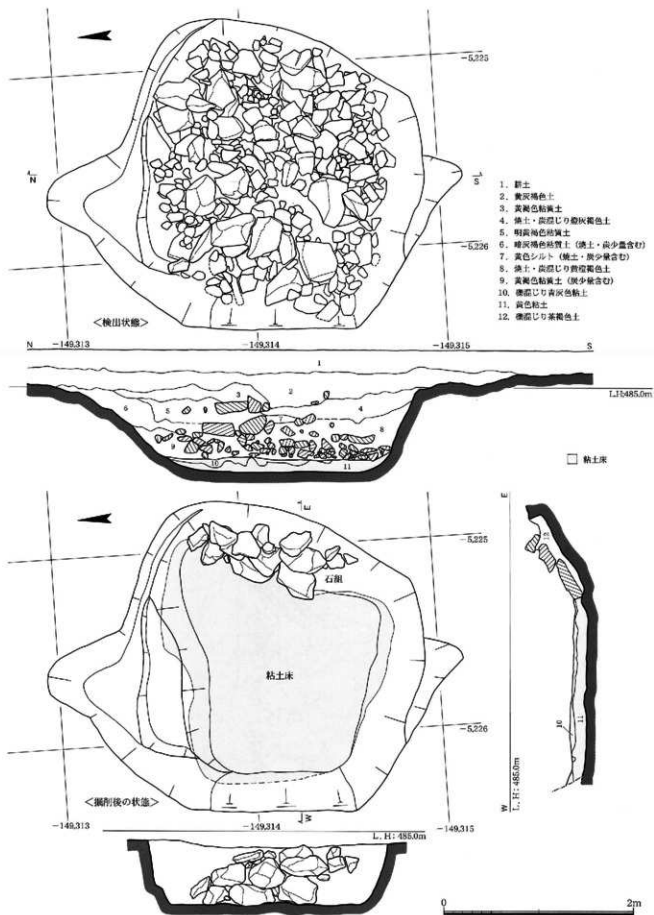 -5,225
N
S
1. 耕土
2. 黄灰褐色土
3. 黄褐色粘質土
4. 焼土・炭混じり橙灰褐色土
5. 明黄褐色粘質土
6. 暗灰褐色粘質土（焼土・炭少量含む）
7. 黄色シルト（焼土・炭少量含む）
8. 焼土・炭混じり黄橙褐色土
9. 黄褐色粘質土（炭少量含む）
10. 礫混じり青灰色粘土
11. 黄色粘土
12. 礫混じり茶褐色土
-5,226
<検出状態>
-149,313
-149,314
-149,315
N
S
1
L.H:485.0m
2
3
4
5
6
7
8
9
10
11
粘土床
E
E
-5,225
石組
粘土床
-5,226
10
11
<掘削後の状態>
W
W
L.H:485.0m
-149,313
-149,314
-149,315
L.H:485.0m
0
2m